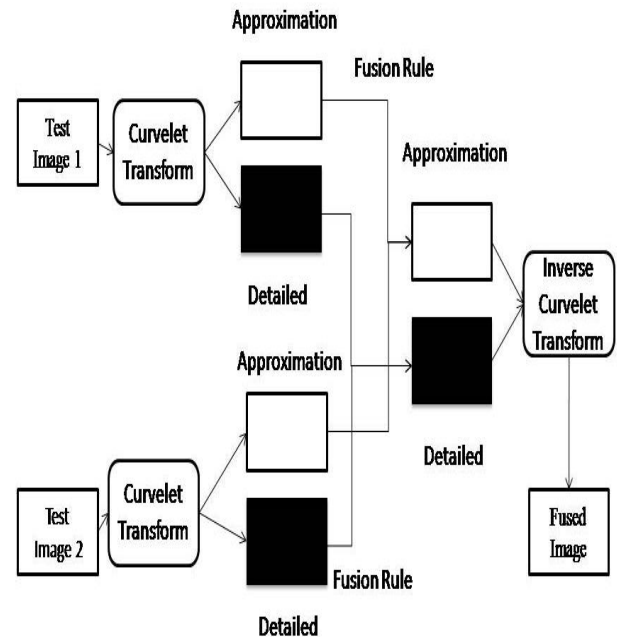 Approximation
Fusion Rule
Test
Image 1
Curvelet
Transform
Approximation
Detailed
Inverse
Curvelet
Transform
Approximation
Detailed
Test
Image 2
Curvelet
Transform
Fused
Image
Fusion Rule
Detailed